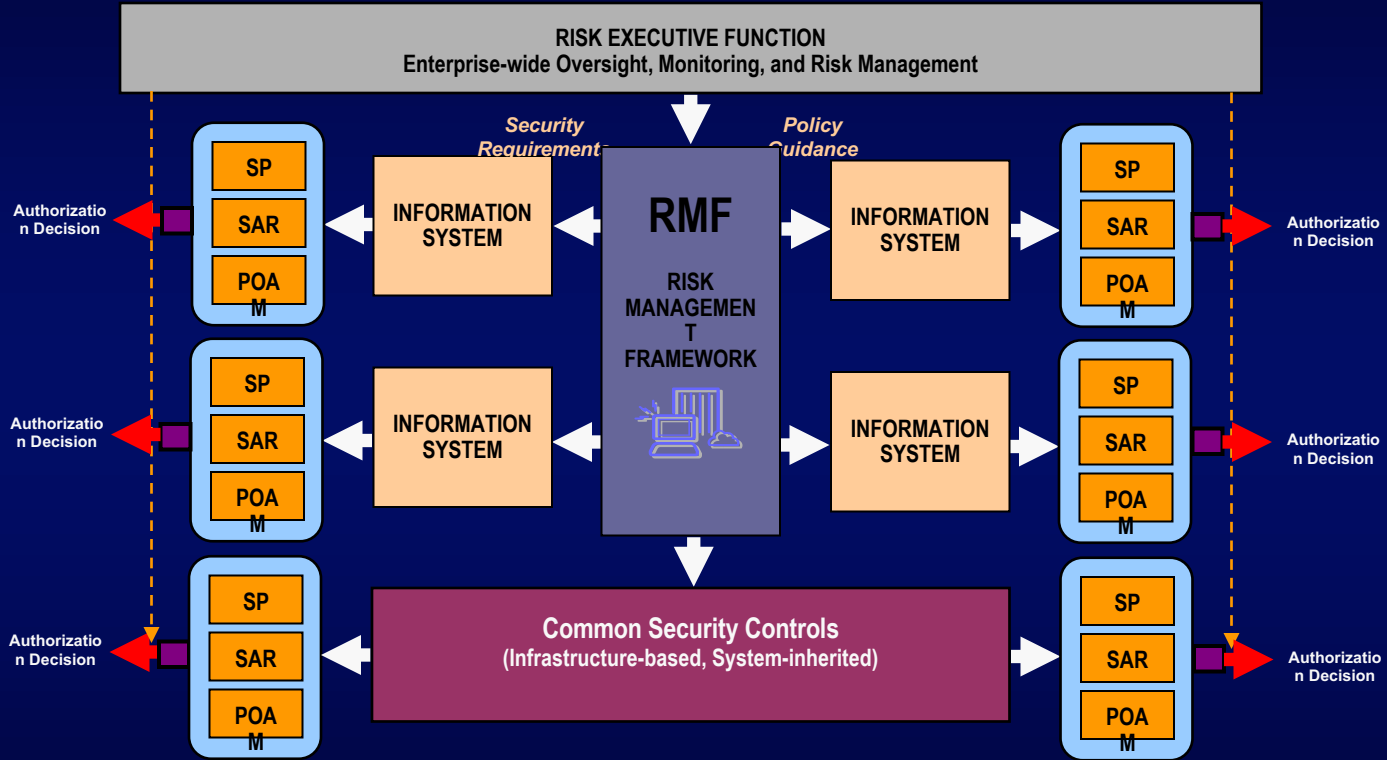 RISK EXECUTIVE FUNCTION
Enterprise-wide Oversight, Monitoring, and Risk Management
Security
Requirements
Policy
Guidance
Authorizatio
n Decision
SP
SAR
POA
M
INFORMATION
SYSTEM
RMF
RISK
MANAGEMEN
T
FRAMEWORK
INFORMATION
SYSTEM
SP
SAR
POA
M
Authorizatio
n Decision
Authorizatio
n Decision
SP
SAR
POA
M
INFORMATION
SYSTEM
INFORMATION
SYSTEM
SP
SAR
POA
M
Authorizatio
n Decision
Authorizatio
n Decision
SP
SAR
POA
M
Common Security Controls
(Infrastructure-based, System-inherited)
SP
SAR
POA
M
Authorizatio
n Decision